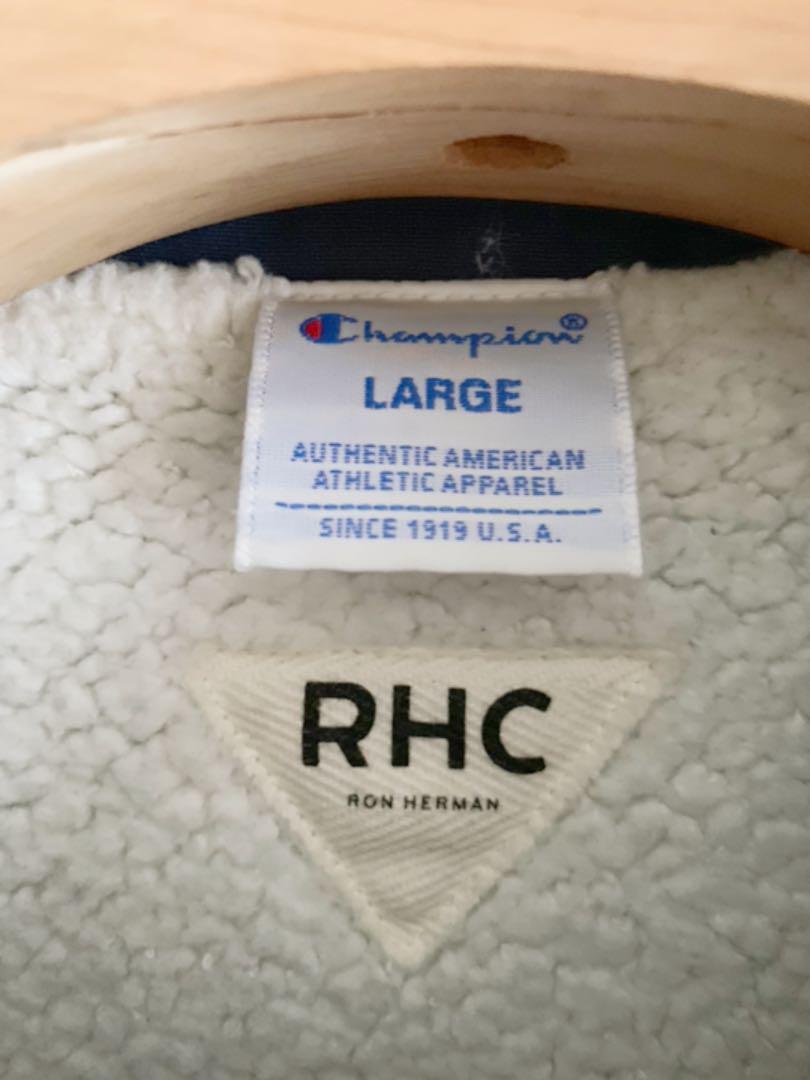 Champion®
LARGE
AUTHENTIC AMERICAN
ATHLETIC APPAREL
SINCE 1919 U.S.A.
RHC
RON HERMAN